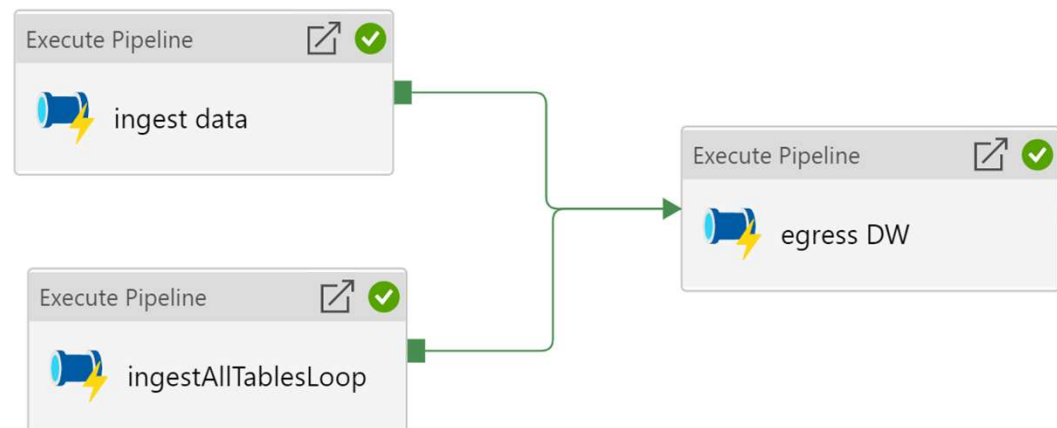 Execute Pipeline
ingest data
Execute Pipeline
egress DW
Execute Pipeline
ingestAllTablesLoop